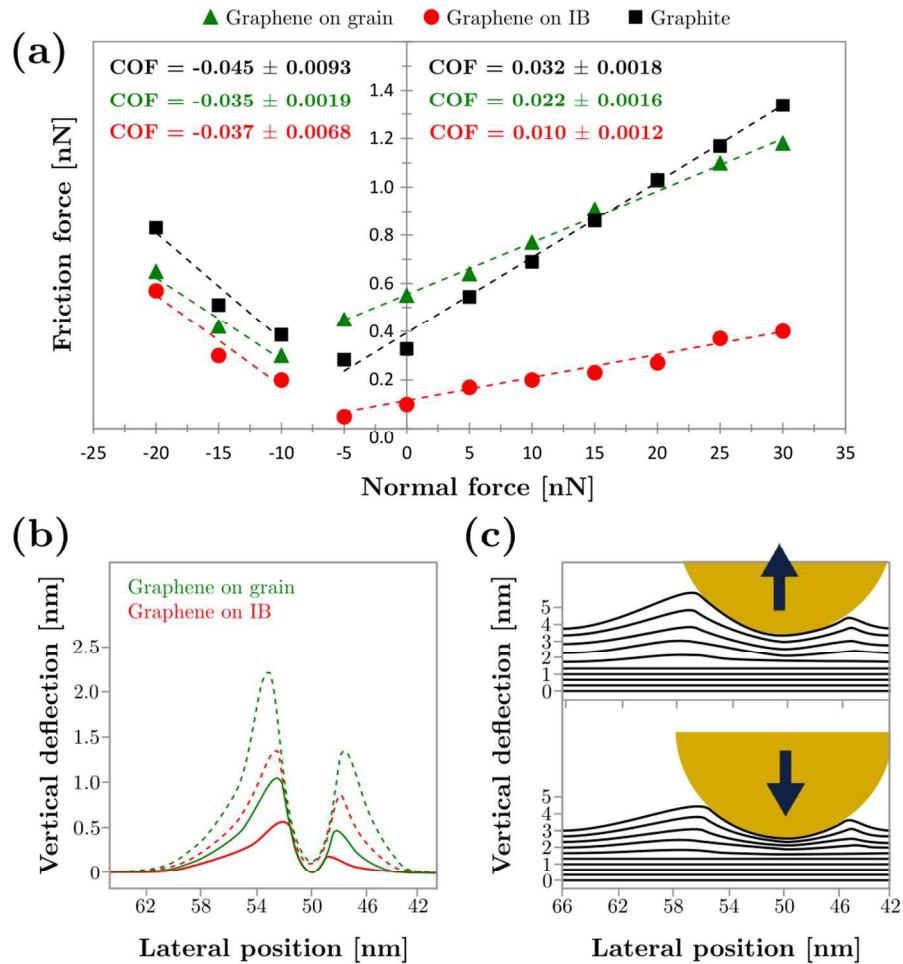 Graphene on grain Graphene on IB Graphite
(a)
COF = -0.045 ± 0.0093 COF = 0.032 ± 0.0018
COF = -0.035 ± 0.0019 COF = 0.022 ± 0.0016
COF = -0.037 ± 0.0068 COF = 0.010 ± 0.0012
Friction force [nN]
1.4
1.2
1.0
0.8
0.6
0.4
0.2
0.0
-25 -20 -15 -10 -5 0 5 10 15 20 25 30 35
Normal force [nN]
(b)
Graphene on grain
Graphene on IB
Vertical deflection [nm]
2.5
2.0
1.5
1.0
0.5
0
62 58 54 50 46
Lateral position [nm]
(c)
Vertical deflection [nm]
5
4
3
2
1
0
5
4
3
2
1
0
66 62 58 54 50 46 42
Lateral position [nm]